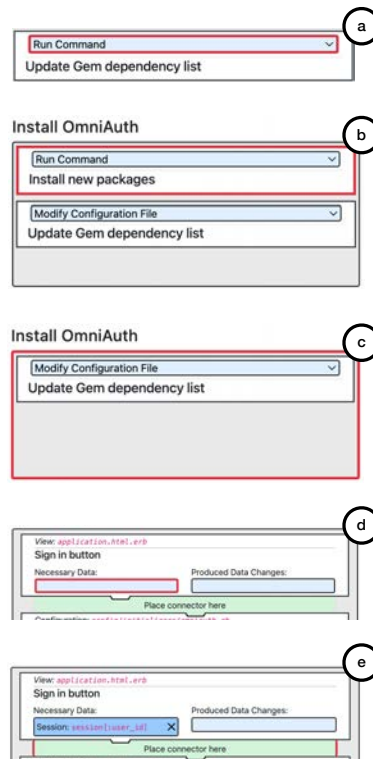 a
Run Command
Update Gem dependency list
Install OmniAuth
b
Run Command
Install new packages
Modify Configuration File
Update Gem dependency list
Install OmniAuth
c
Modify Configuration File
Update Gem dependency list
d
View: application.html.erb
Sign in button
Necessary Data: Produced Data Changes:
Place connector here
e
View: application.html.erb
Sign in button
Necessary Data: Produced Data Changes:
Session: session[:user_id] X
Place connector here